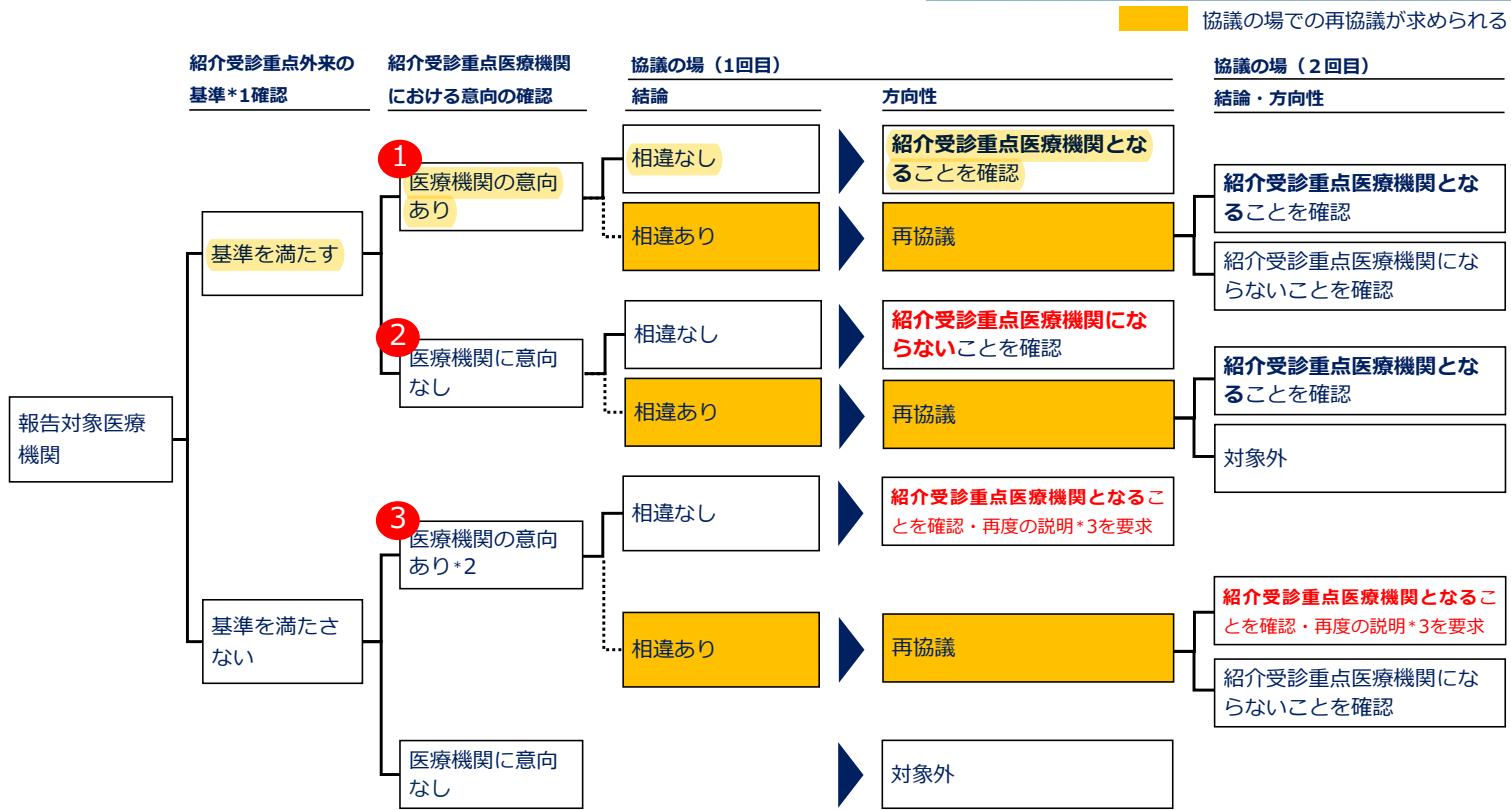 協議の場での再協議が求められる
紹介受診重点外来の
基準*1確認
紹介受診重点医療機関
における意向の確認
協議の場（1回目）
結論
方向性
協議の場（２回目）
結論・方向性
報告対象医療
機関
基準を満たす
1
医療機関の意向
あり
相違なし
紹介受診重点医療機関とな
ることを確認
相違あり
再協議
紹介受診重点医療機関とな
ることを確認
紹介受診重点医療機関にな
らないことを確認
2
医療機関に意向
なし
相違なし
紹介受診重点医療機関にな
らないことを確認
相違あり
再協議
紹介受診重点医療機関とな
ることを確認
対象外
基準を満たさ
ない
3
医療機関の意向
あり*2
相違なし
紹介受診重点医療機関となるこ
とを確認・再度の説明*3を要求
相違あり
再協議
紹介受診重点医療機関となるこ
とを確認・再度の説明*3を要求
紹介受診重点医療機関にな
らないことを確認
医療機関に意向
なし
対象外